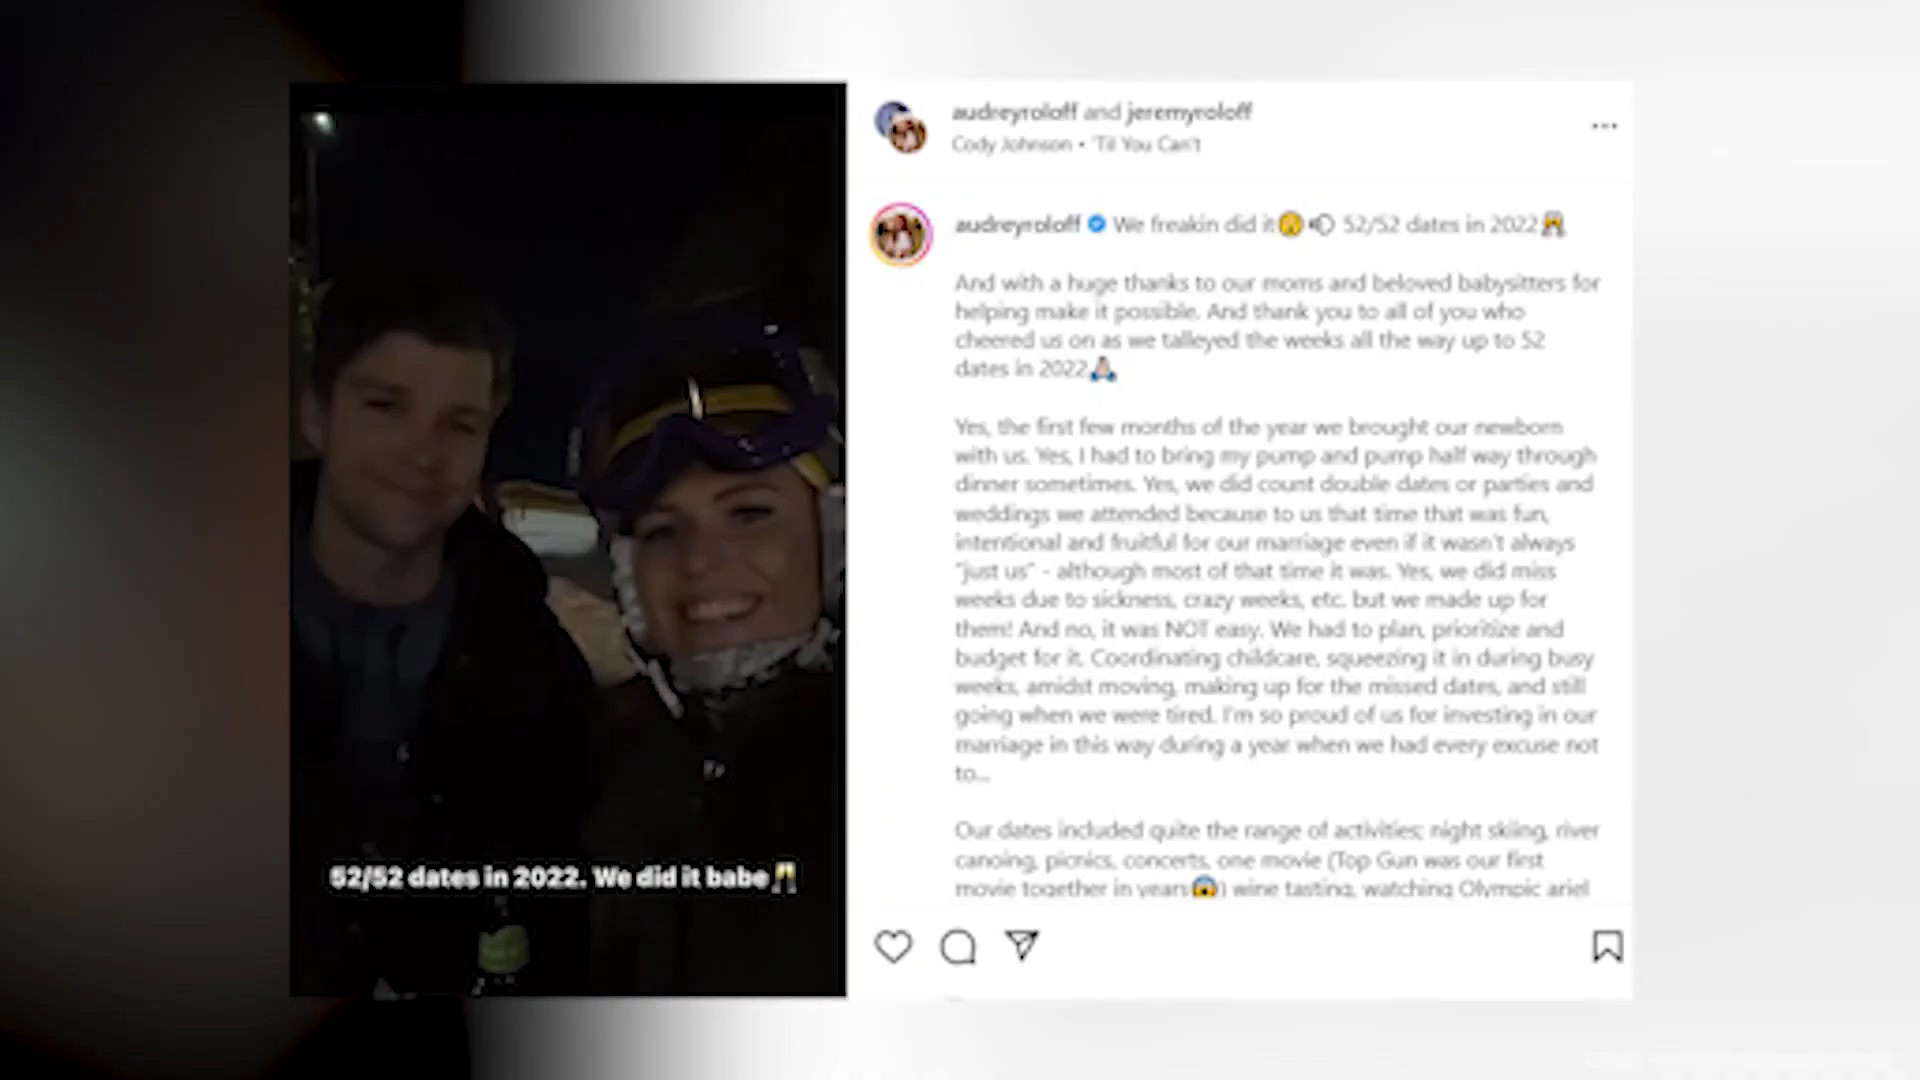 audreyroloff and jeremyroloff
Cody Johnson • 'Til You Can't
audreyroloff We freakin did it 52/52 dates in 2022
And with a huge thanks to our moms and beloved babysitters for
helping make it possible. And thank you to all of you who
cheered us on as we talleyed the weeks all the way up to 52
dates in 2022
Yes, the first few months of the year we brought our newborn
with us. Yes, I had to bring my pump and pump half way through
dinner sometimes. Yes, we did count double dates or parties and
weddings we attended because to us that time that was fun,
intentional and fruitful for our marriage even if it wasn't always
"just us" - although most of that time it was. Yes, we did miss
weeks due to sickness, crazy weeks, etc. but we made up for
them! And no, it was NOT easy. We had to plan, prioritize and
budget for it. Coordinating childcare, squeezing it in during busy
weeks, amidst moving, making up for the missed dates, and still
going when we were tired. I'm so proud of us for investing in our
marriage in this way during a year when we had every excuse not
to...
Our dates included quite the range of activities; night skiing, river
canoing, picnics, concerts, one movie (Top Gun was our first
movie together in years) wine tasting, watching Olympic ariel
52/52 dates in 2022. We did it babe